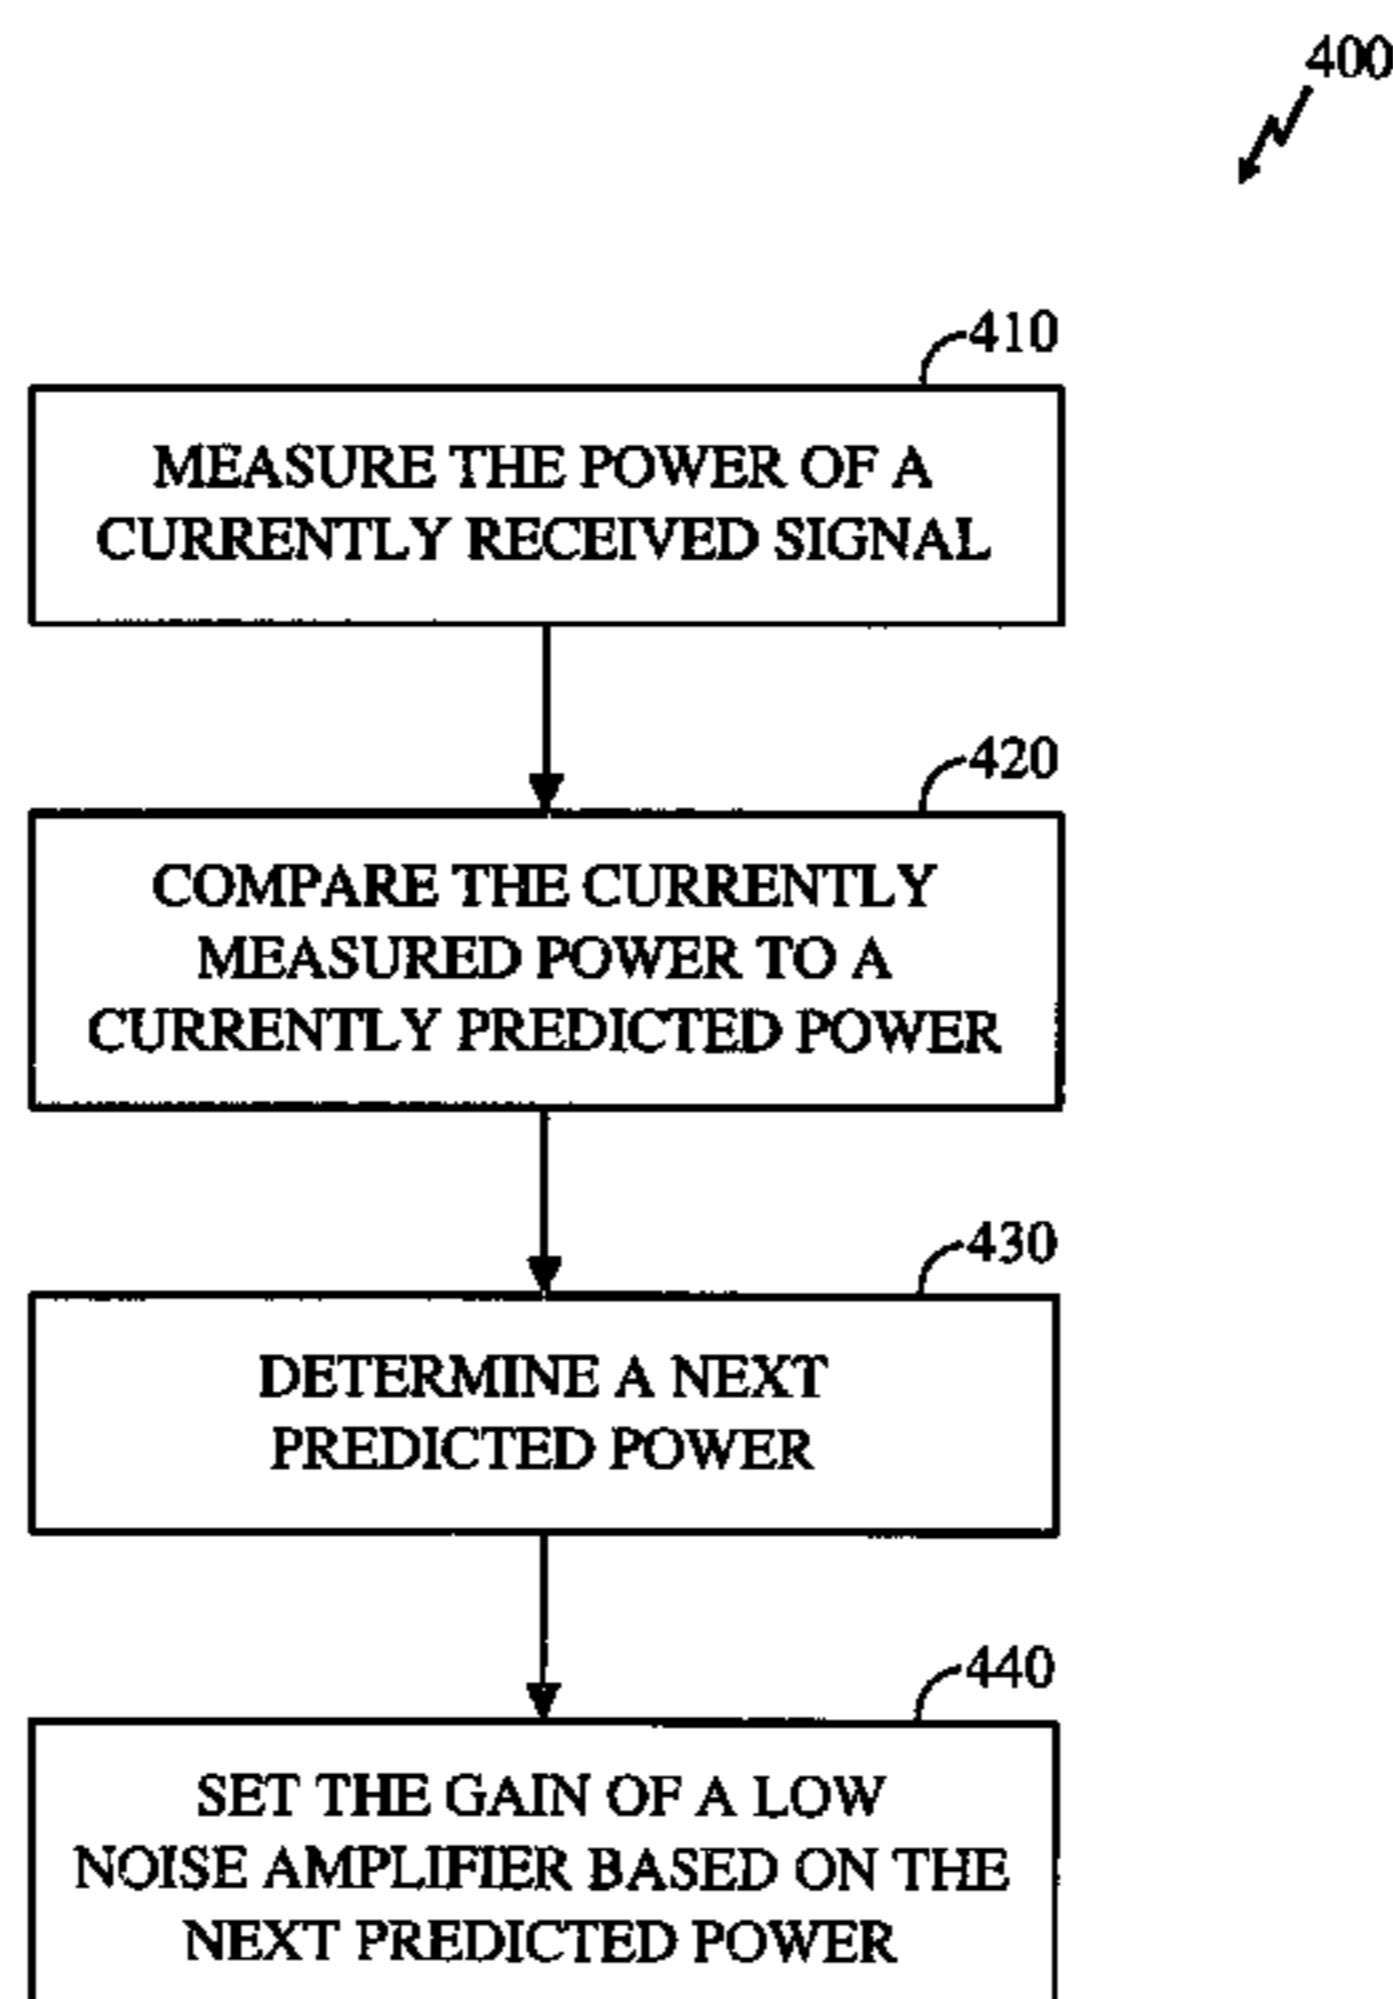 400
410
MEASURE THE POWER OF A
CURRENTLY RECEIVED SIGNAL
420
COMPARE THE CURRENTLY
MEASURED POWER TO A
CURRENTLY PREDICTED POWER
430
DETERMINE A NEXT
PREDICTED POWER
440
SET THE GAIN OF A LOW
NOISE AMPLIFIER BASED ON THE
NEXT PREDICTED POWER